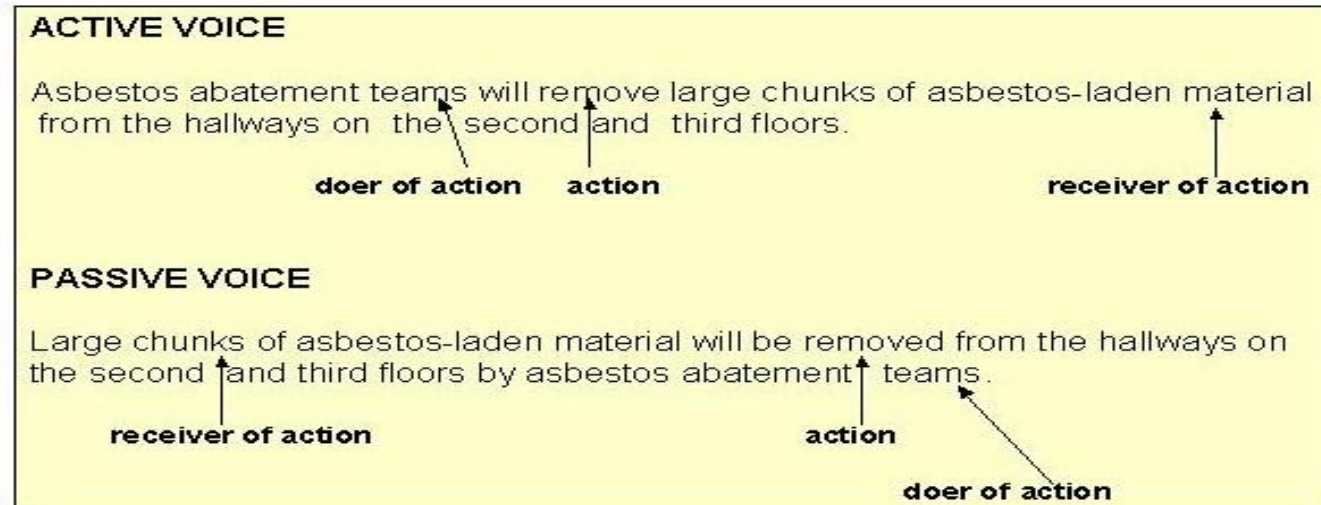 ACTIVE VOICE
Asbestos abatement teams will remove large chunks of asbestos-laden material
from the hallways on the second and third floors.
doer of action action receiver of action
PASSIVE VOICE
Large chunks of asbestos-laden material will be removed from the hallways on
the second and third floors by asbestos abatement teams.
receiver of action action
doer of action